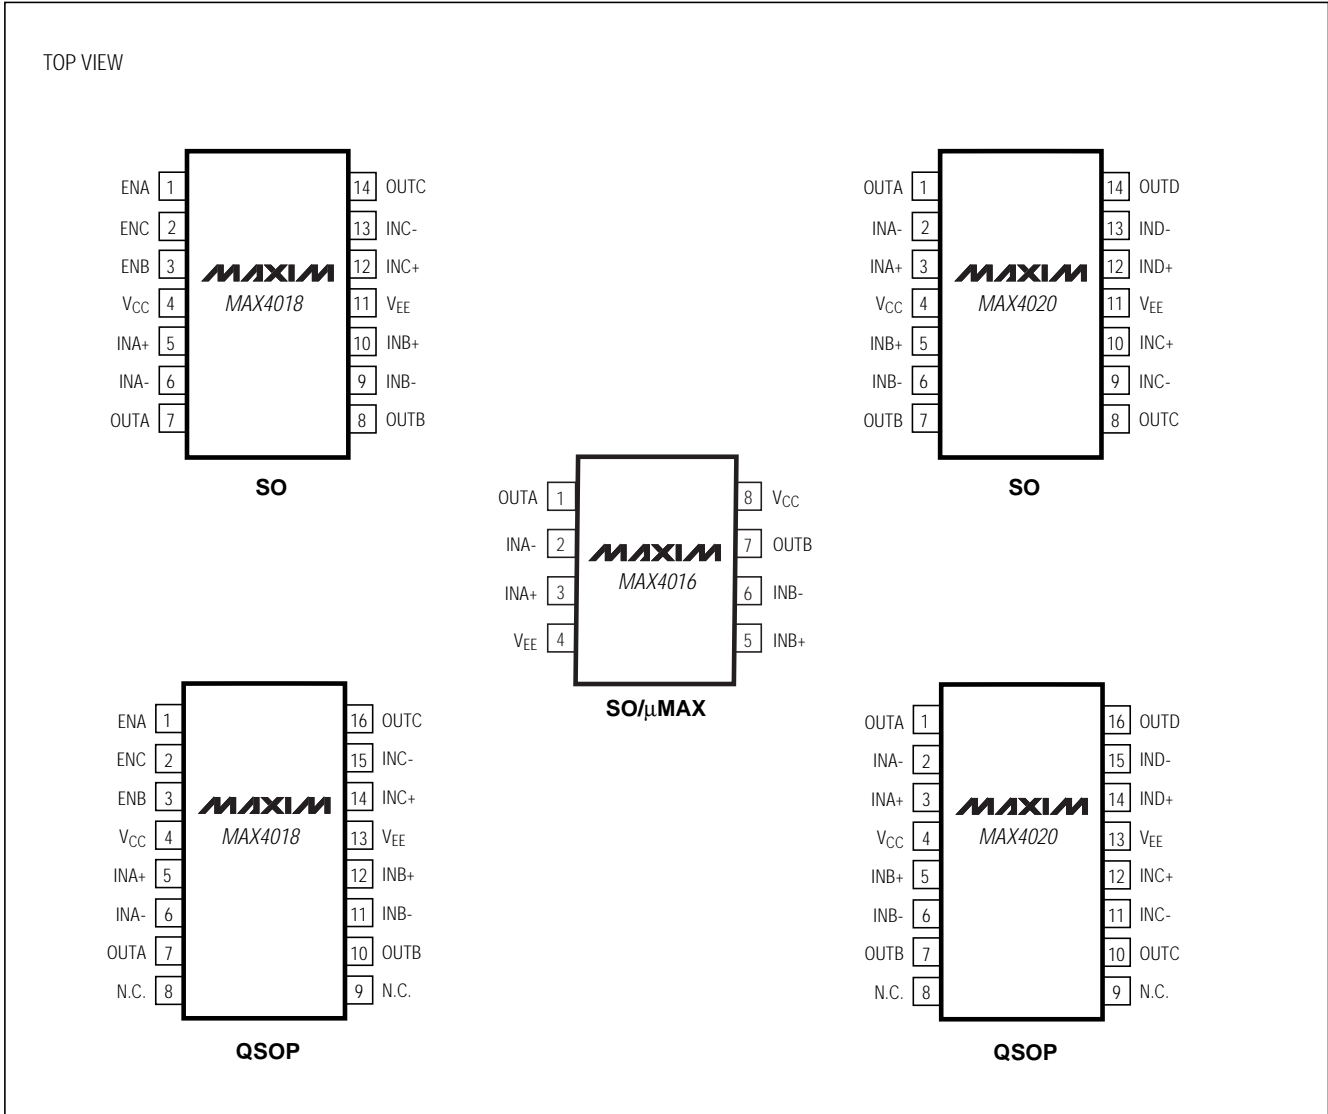 TOP VIEW
ENA 1 14 OUTC
ENC 2 13 INC-
ENB 3 12 INC+
VCC 4 11 VEE
INA+ 5 10 INB+
INA- 6 9 INB-
OUTA 7 8 OUTB
MAXIM
MAX4018
SO
OUTA 1 14 OUTD
INA- 2 13 IND-
INA+ 3 12 IND+
VCC 4 11 VEE
INB+ 5 10 INC+
INB- 6 9 INC-
OUTB 7 8 OUTC
MAXIM
MAX4020
SO
OUTA 1 8 VCC
INA- 2 7 OUTB
INA+ 3 6 INB-
VEE 4 5 INB+
MAXIM
MAX4016
SO/μMAX
ENA 1 16 OUTC
ENC 2 15 INC-
ENB 3 14 INC+
VCC 4 13 VEE
INA+ 5 12 INB+
INA- 6 11 INB-
OUTA 7 10 OUTB
N.C. 8 9 N.C.
MAXIM
MAX4018
QSOP
OUTA 1 16 OUTD
INA- 2 15 IND-
INA+ 3 14 IND+
VCC 4 13 VEE
INB+ 5 12 INC+
INB- 6 11 INC-
OUTB 7 10 OUTC
N.C. 8 9 N.C.
MAXIM
MAX4020
QSOP